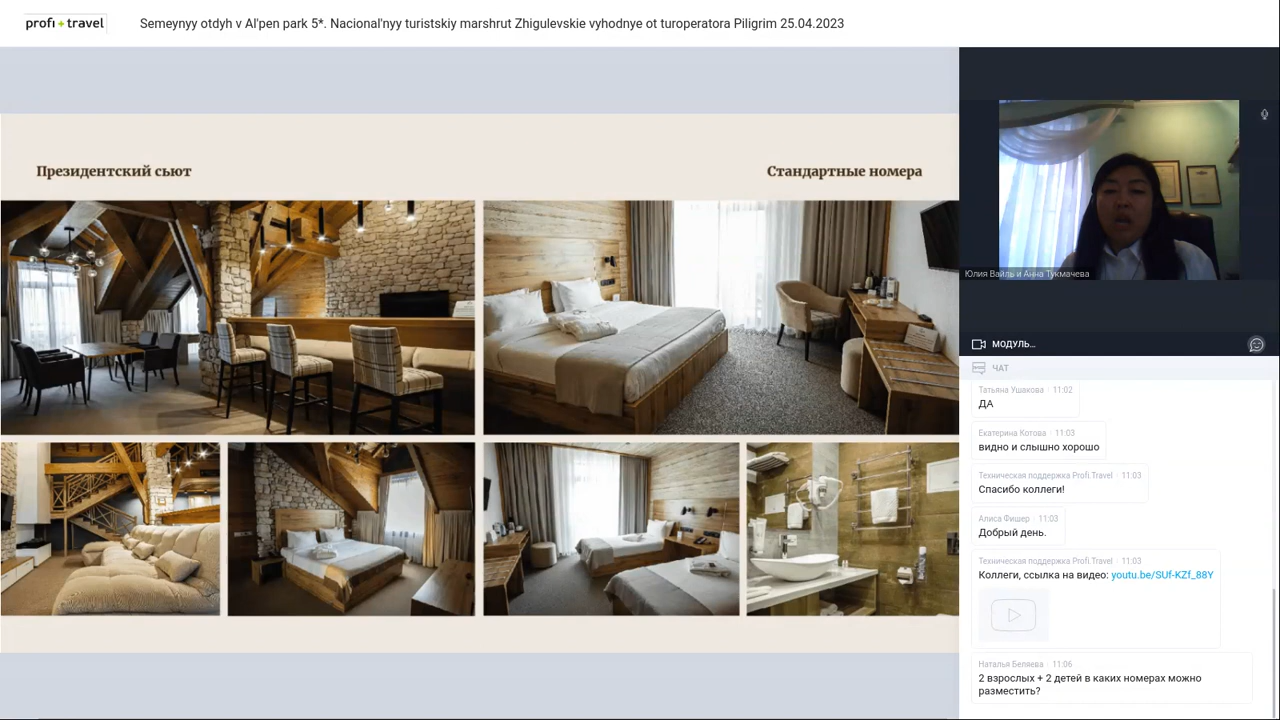 profi travel
Semeynyy otdyh v Al'pen park 5*. Nacional'nyy turistskiy marshrut Zhigulevskie vyhodnye ot turoperatora Piligrim 25.04.2023
Президентский сьют
Стандартные номера
Юлия Вайль и Анна Тукмачева
МОДУЛЬ...
ЧАТ
Татьяна Ушакова 11:02
ДА
Екатерина Котова 11:03
видно и слышно хорошо
Техническая поддержка Profi.Travel 11:03
Спасибо коллеги!
Алиса Фишер 11:03
Добрый день.
Техническая поддержка Profi.Travel 11:03
Коллеги, ссылка на видео: youtu.be/SUf-KZf_88Y
Наталья Беляева 11:06
2 взрослых + 2 детей в каких номерах можно
разместить?